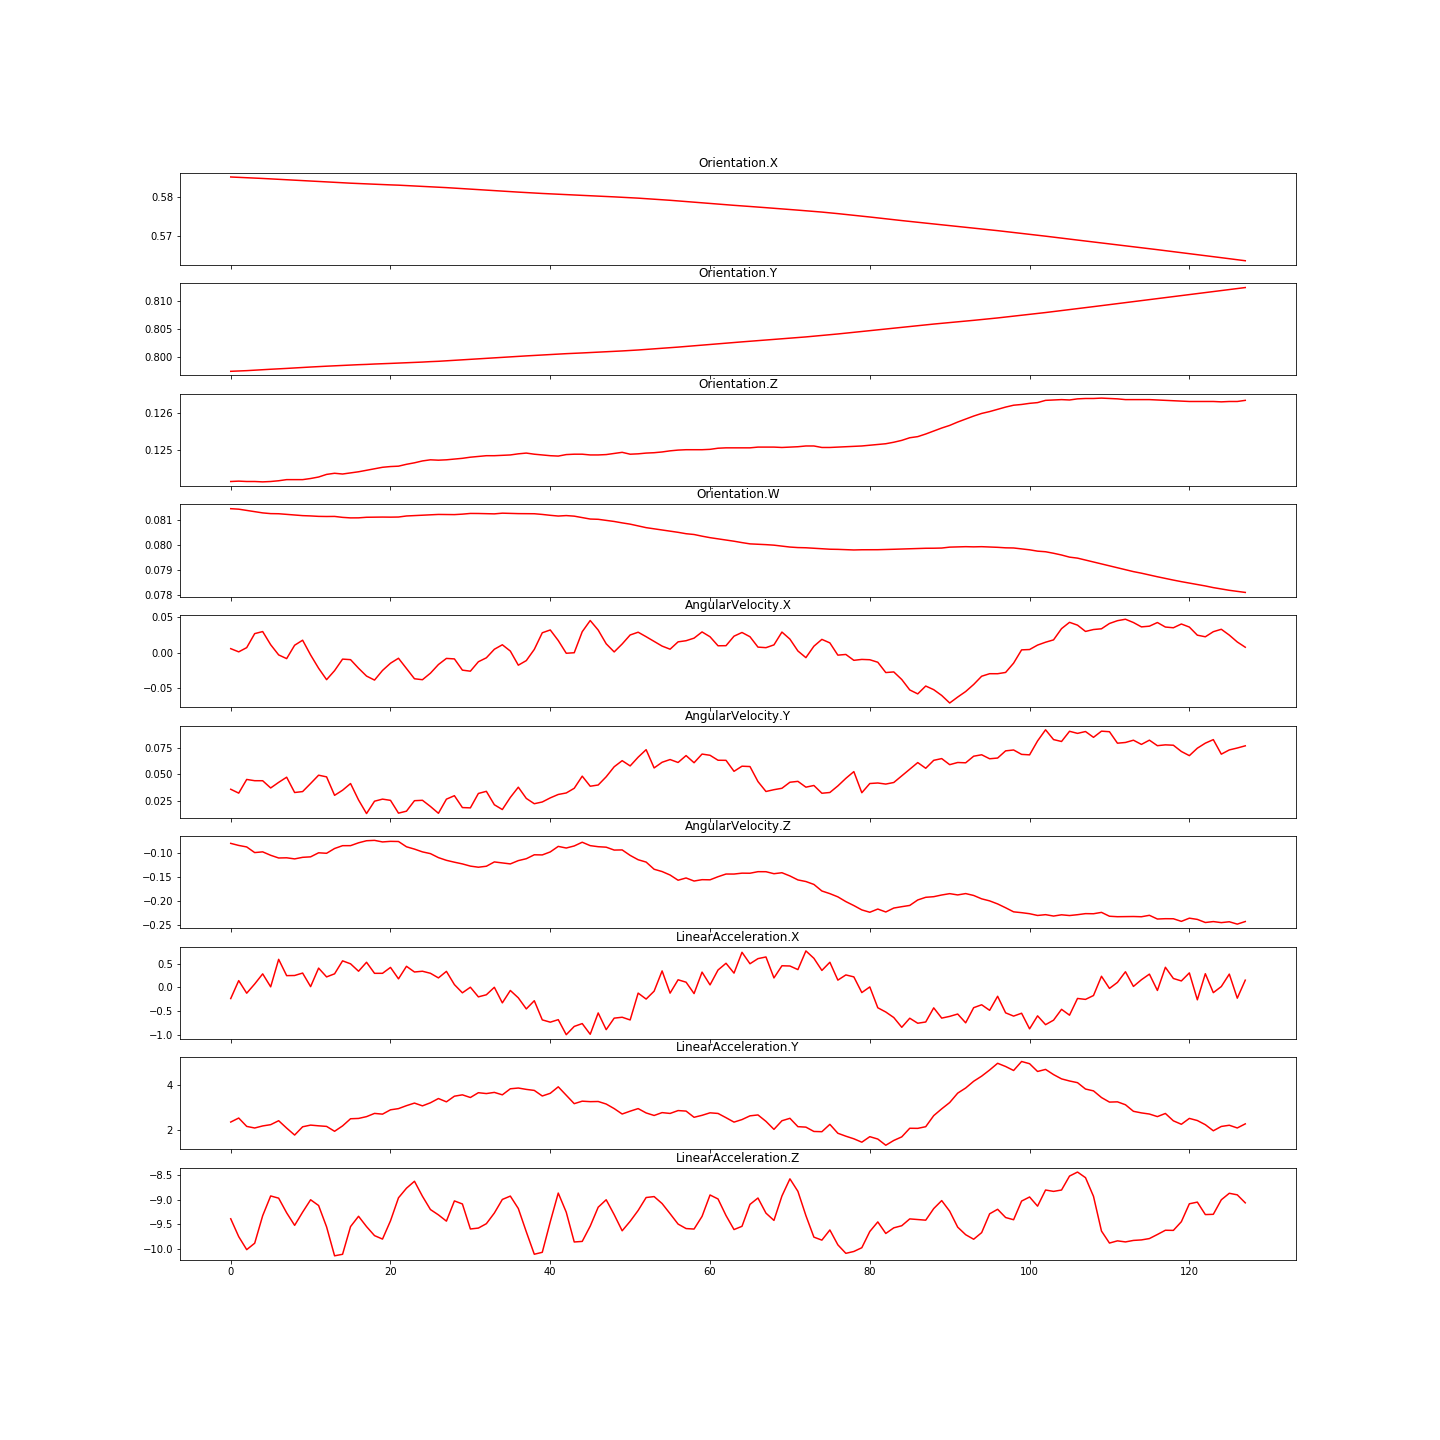 Orientation.X
0.58
0.57
Orientation.Y
0.810
0.805
0.800
Orientation.Z
0.126
0.125
Orientation.W
0.081
0.080
0.079
0.078
AngularVelocity.X
0.05
0.00
−0.05
AngularVelocity.Y
0.075
0.050
0.025
AngularVelocity.Z
−0.10
−0.15
−0.20
−0.25
LinearAcceleration.X
0.5
0.0
−0.5
−1.0
LinearAcceleration.Y
4
2
LinearAcceleration.Z
−8.5
−9.0
−9.5
−10.0
0 20 40 60 80 100 120